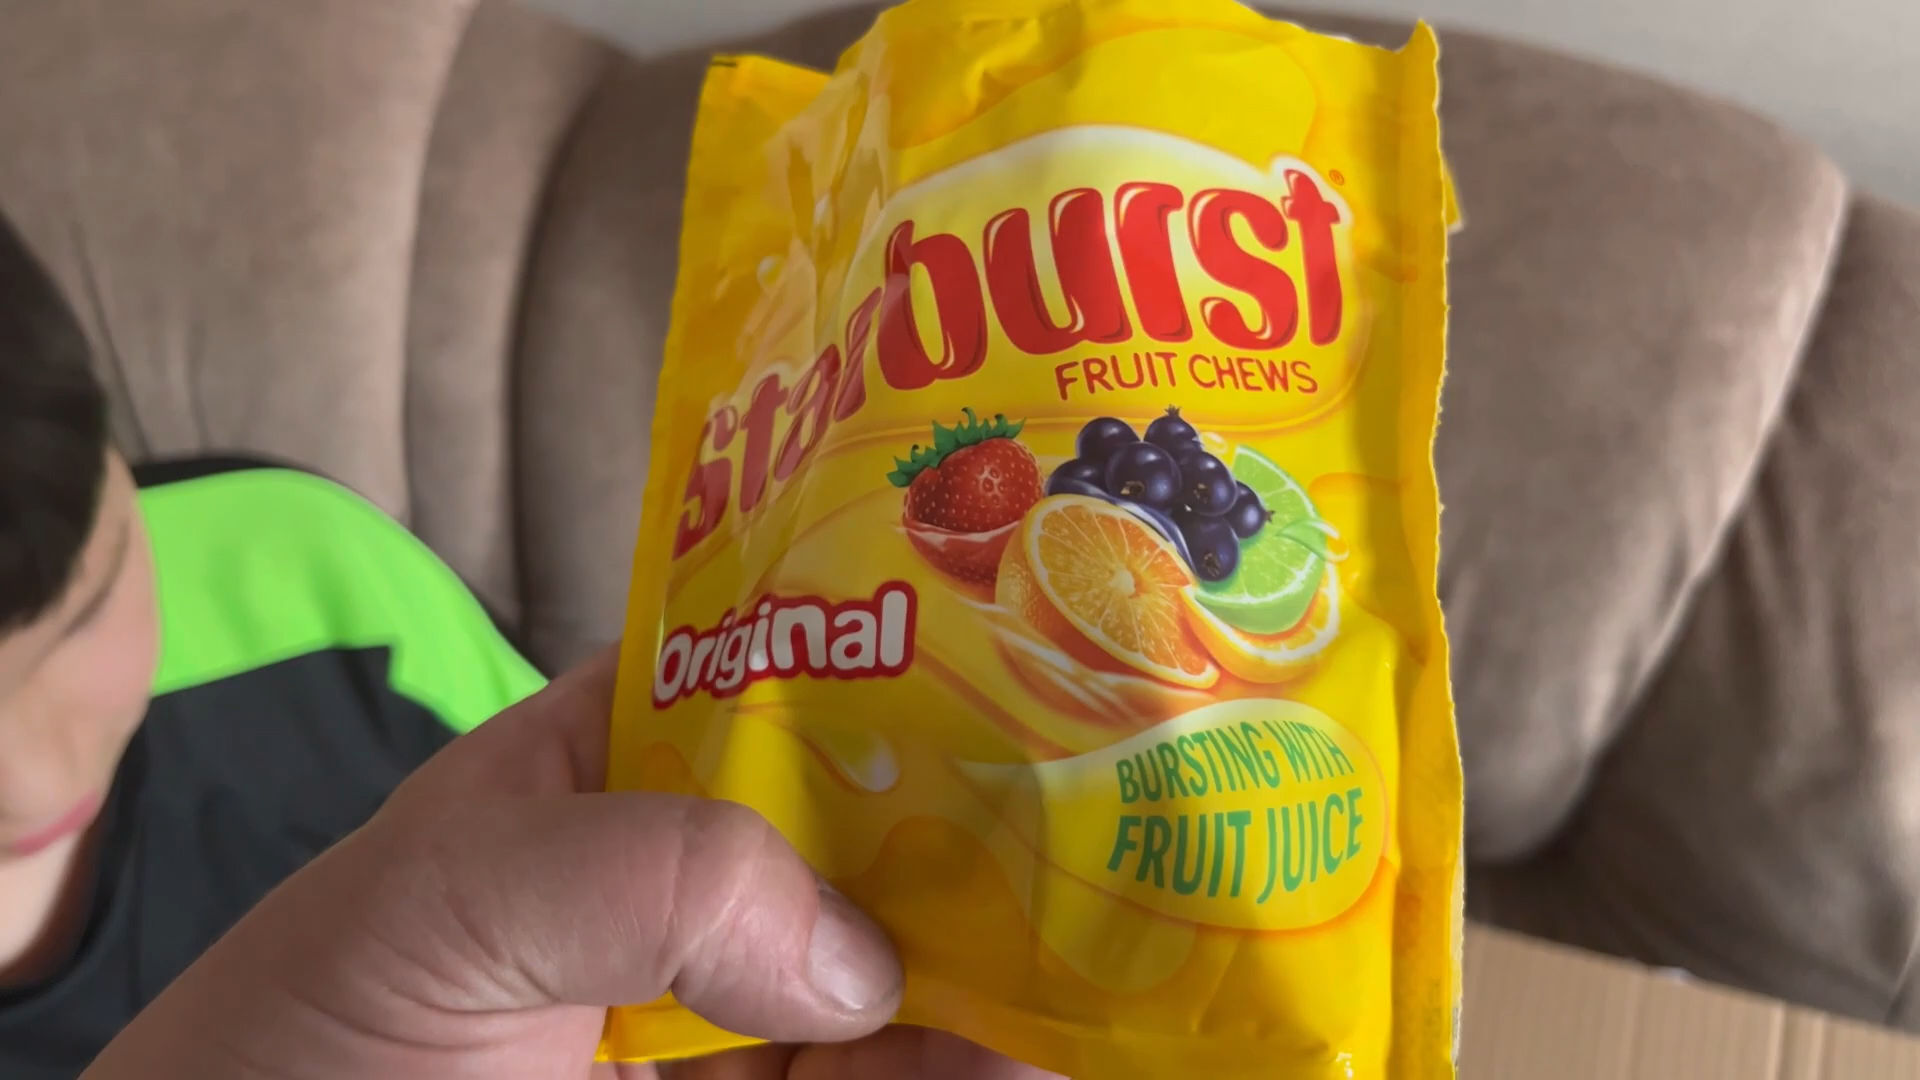 Starburst®
FRUIT CHEWS
Original
BURSTING WITH
FRUIT JUICE